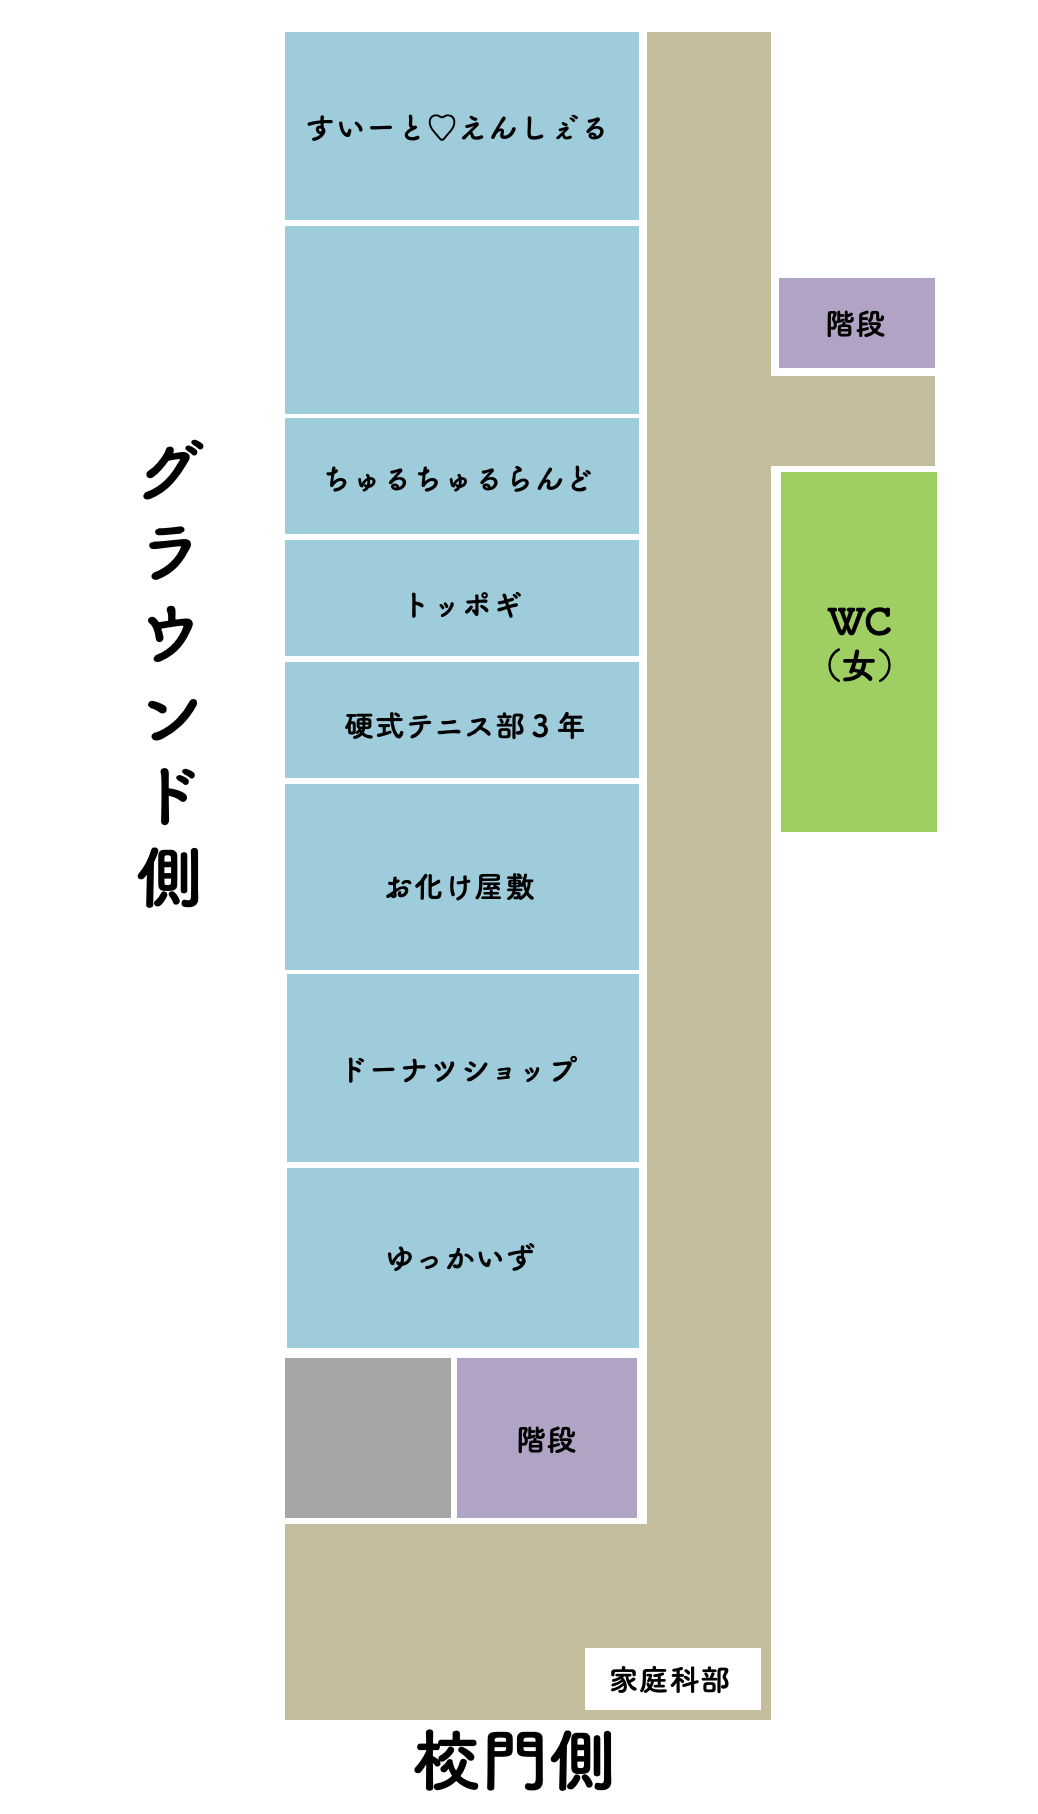 すいーと♡えんしぇ゛る
階段
ちゅるちゅるらんど
トッポギ
WC
（女）
硬式テニス部３年
グラウンド側
お化け屋敷
ドーナツショップ
ゆっかいず
階段
家庭科部
校門側